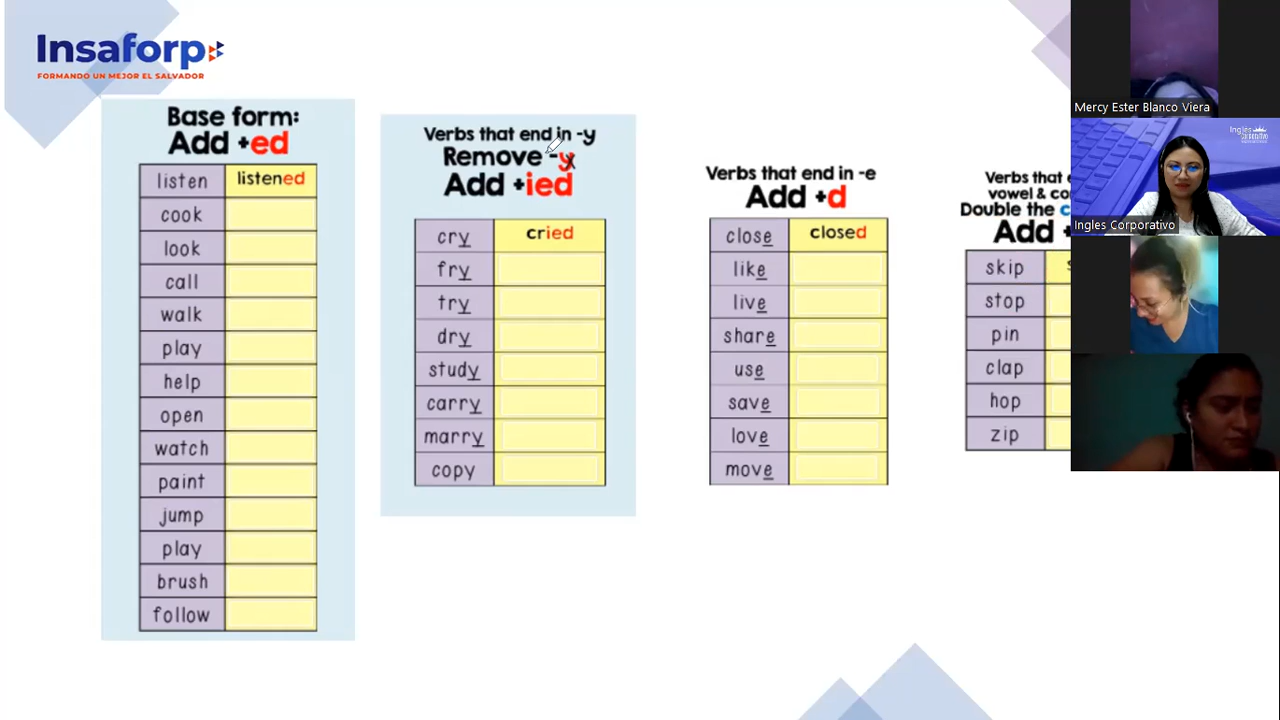 Insaforp
FORMANDO UN MEJOR EL SALVADOR
Base form:
Add +ed
listen listened
cook
look
call
walk
play
help
open
watch
paint
jump
play
brush
follow
Verbs that end in -y
Remove -y
Add +ied
cry cried
fry
try
dry
study
carry
marry
copy
Verbs that end in -e
Add +d
close closed
like
live
share
use
save
love
move
Verbs that
vowel &
Double the
Add +
skip
stop
pin
clap
hop
zip
Mercy Ester Blanco Viera
Ingles Corporativo
Ingles Corporativo